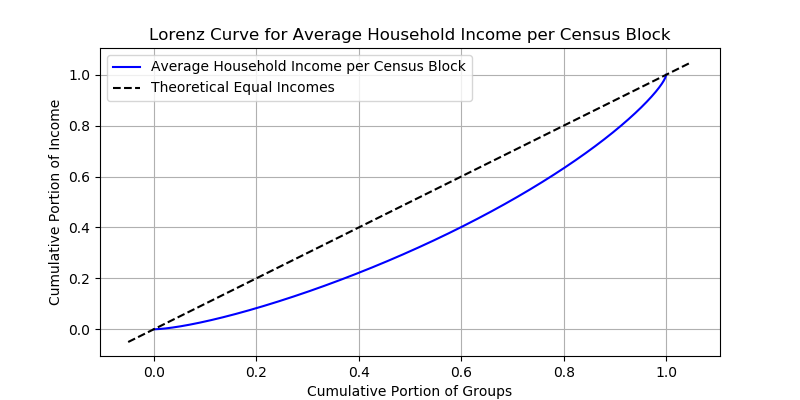 Lorenz Curve for Average Household Income per Census Block
Average Household Income per Census Block
Theoretical Equal Incomes
Cumulative Portion of Income
1.0
0.8
0.6
0.4
0.2
0.0
0.0 0.2 0.4 0.6 0.8 1.0
Cumulative Portion of Groups